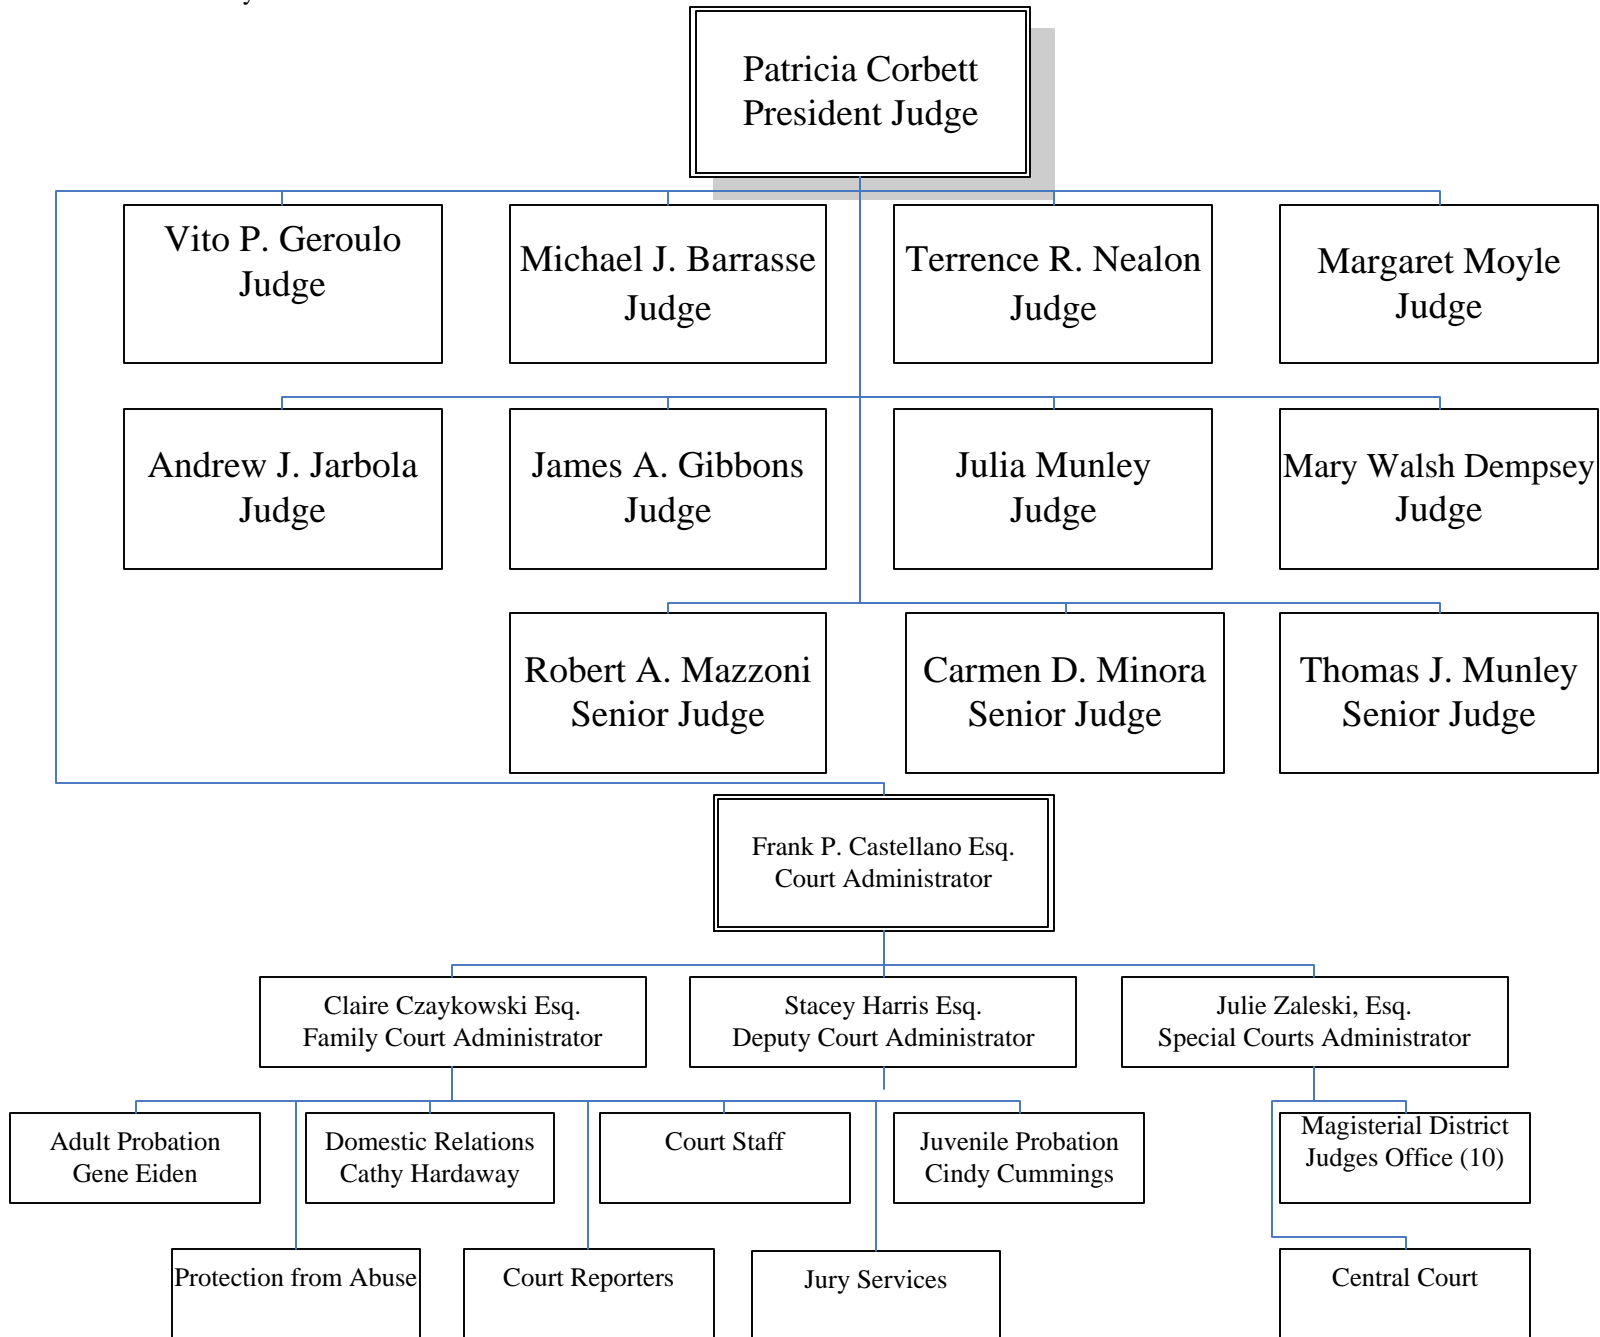 Patricia Corbett
President Judge
Vito P. Geroulo
Judge
Michael J. Barrasse
Judge
Terrence R. Nealon
Judge
Margaret Moyle
Judge
Andrew J. Jarbola
Judge
James A. Gibbons
Judge
Julia Munley
Judge
Mary Walsh Dempsey
Judge
Robert A. Mazzoni
Senior Judge
Carmen D. Minora
Senior Judge
Thomas J. Munley
Senior Judge
Frank P. Castellano Esq.
Court Administrator
Claire Czaykowski Esq.
Family Court Administrator
Stacey Harris Esq.
Deputy Court Administrator
Julie Zaleski, Esq.
Special Courts Administrator
Adult Probation
Gene Eiden
Domestic Relations
Cathy Hardaway
Court Staff
Juvenile Probation
Cindy Cummings
Magisterial District
Judges Office (10)
Protection from Abuse
Court Reporters
Jury Services
Central Court